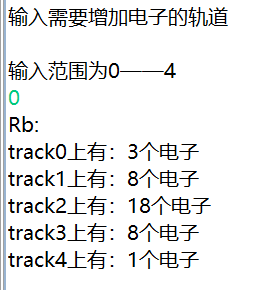 输入需要增加电子的轨道
输入范围为0——4
0
Rb:
track0上有：3个电子
track1上有：8个电子
track2上有：18个电子
track3上有：8个电子
track4上有：1个电子